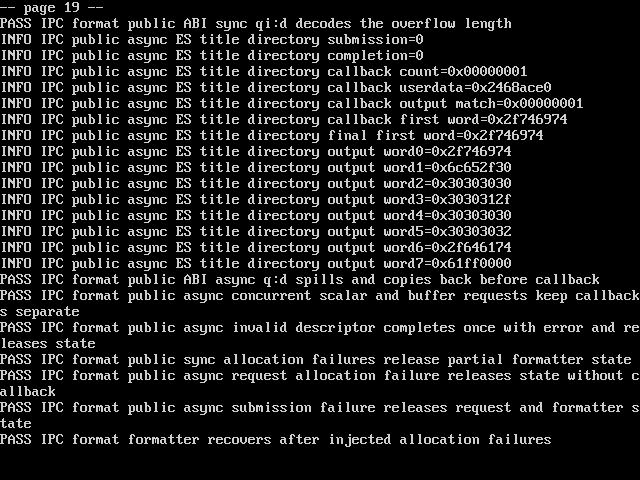 -- page 19 --
PASS IPC format public ABI sync qi:d decodes the overflow length
INFO IPC public async ES title directory submission=0
INFO IPC public async ES title directory completion=0
INFO IPC public async ES title directory callback count=0x00000001
INFO IPC public async ES title directory callback userdata=0x2468ace0
INFO IPC public async ES title directory callback output match=0x00000001
INFO IPC public async ES title directory callback first word=0x2f746974
INFO IPC public async ES title directory final first word=0x2f746974
INFO IPC public async ES title directory output word0=0x2f746974
INFO IPC public async ES title directory output word1=0x6c652f30
INFO IPC public async ES title directory output word2=0x30303030
INFO IPC public async ES title directory output word3=0x3030312f
INFO IPC public async ES title directory output word4=0x30303030
INFO IPC public async ES title directory output word5=0x30303032
INFO IPC public async ES title directory output word6=0x2f646174
INFO IPC public async ES title directory output word7=0x61ff0000
PASS IPC format public ABI async q:d spills and copies back before callback
PASS IPC format public async concurrent scalar and buffer requests keep callback
s separate
PASS IPC format public async invalid descriptor completes once with error and re
leases state
PASS IPC format public sync allocation failures release partial formatter state
PASS IPC format public async request allocation failure releases state without c
allback
PASS IPC format public async submission failure releases request and formatter s
tate
PASS IPC format formatter recovers after injected allocation failures